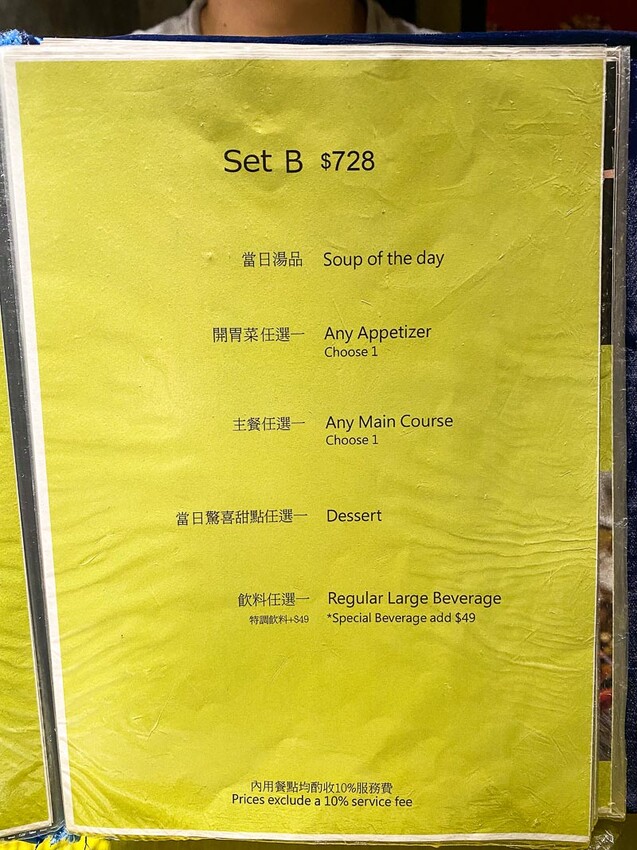 Set B $728
當日湯品 Soup of the day
開胃菜任選一 Any Appetizer
Choose 1
主餐任選一 Any Main Course
Choose 1
當日驚喜甜點任選一 Dessert
飲料任選一 Regular Large Beverage
特調飲料+$49 *Special Beverage add $49
內用餐點均酌收10%服務費
Prices exclude a 10% service fee